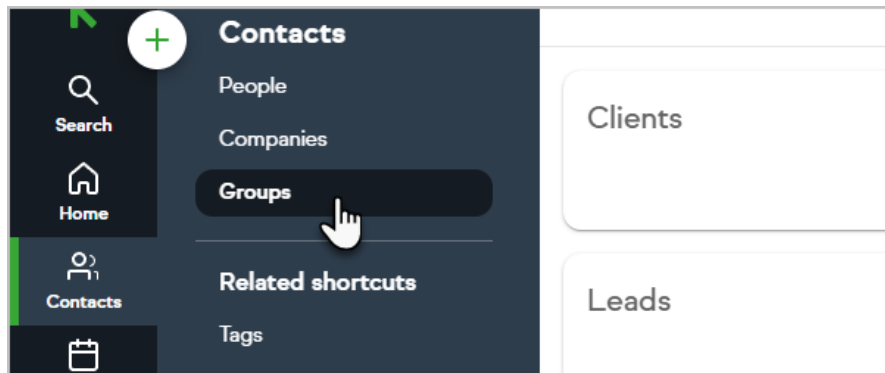 Search
Home
Contacts
Contacts
People
Companies
Groups
Related shortcuts
Tags
Clients
Leads